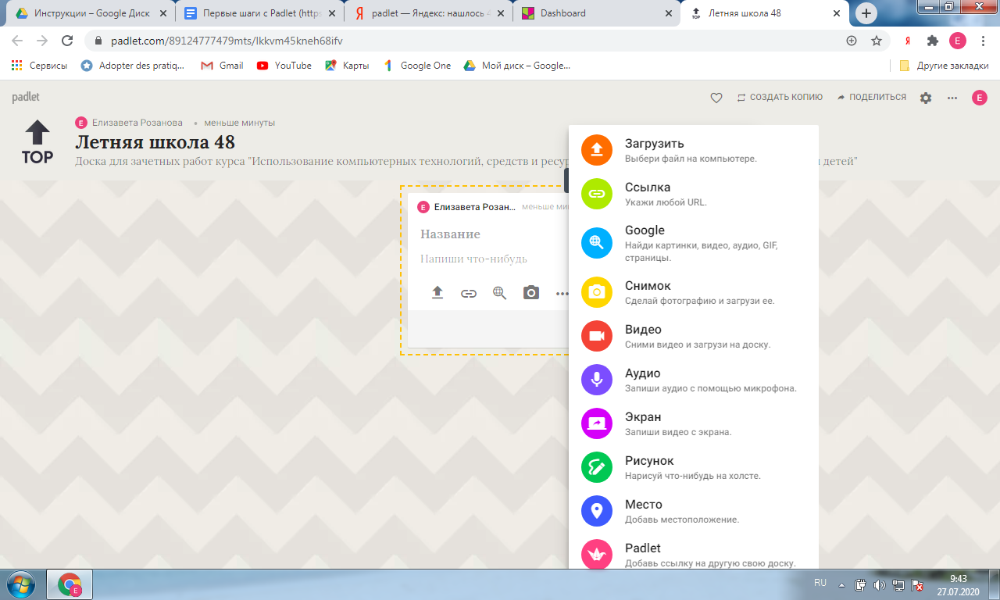 Инструкции – Google Диск
Первые шаги с Padlet (http
padlet — Яндекс: нашлось
Dashboard
Летняя школа 48
padlet.com/89124777479mts/lkkvm45kneh68ifv
Я
E
Сервисы
Adopter des pratiq...
Gmail
YouTube
Карты
Google One
Мой диск – Google...
Другие закладки
padlet
СОЗДАТЬ КОПИЮ
ПОДЕЛИТЬСЯ
E
TOP
E Елизавета Розанова • меньше минуты
Летняя школа 48
Доска для зачетных работ курса "Использование компьютерных технологий, средств и ресур
и детей"
E Елизавета Розан... меньше ми
Название
Напиши что-нибудь
Загрузить
Выбери файл на компьютере.
Ссылка
Укажи любой URL.
Google
Найди картинки, видео, аудио, GIF,
страницы.
Снимок
Сделай фотографию и загрузи ее.
Видео
Сними видео и загрузи на доску.
Аудио
Запиши аудио с помощью микрофона.
Экран
Запиши видео с экрана.
Рисунок
Нарисуй что-нибудь на холсте.
Место
Добавь местоположение.
Padlet
Добавь ссылку на другую свою доску.
E
RU
9:43
27.07.2020